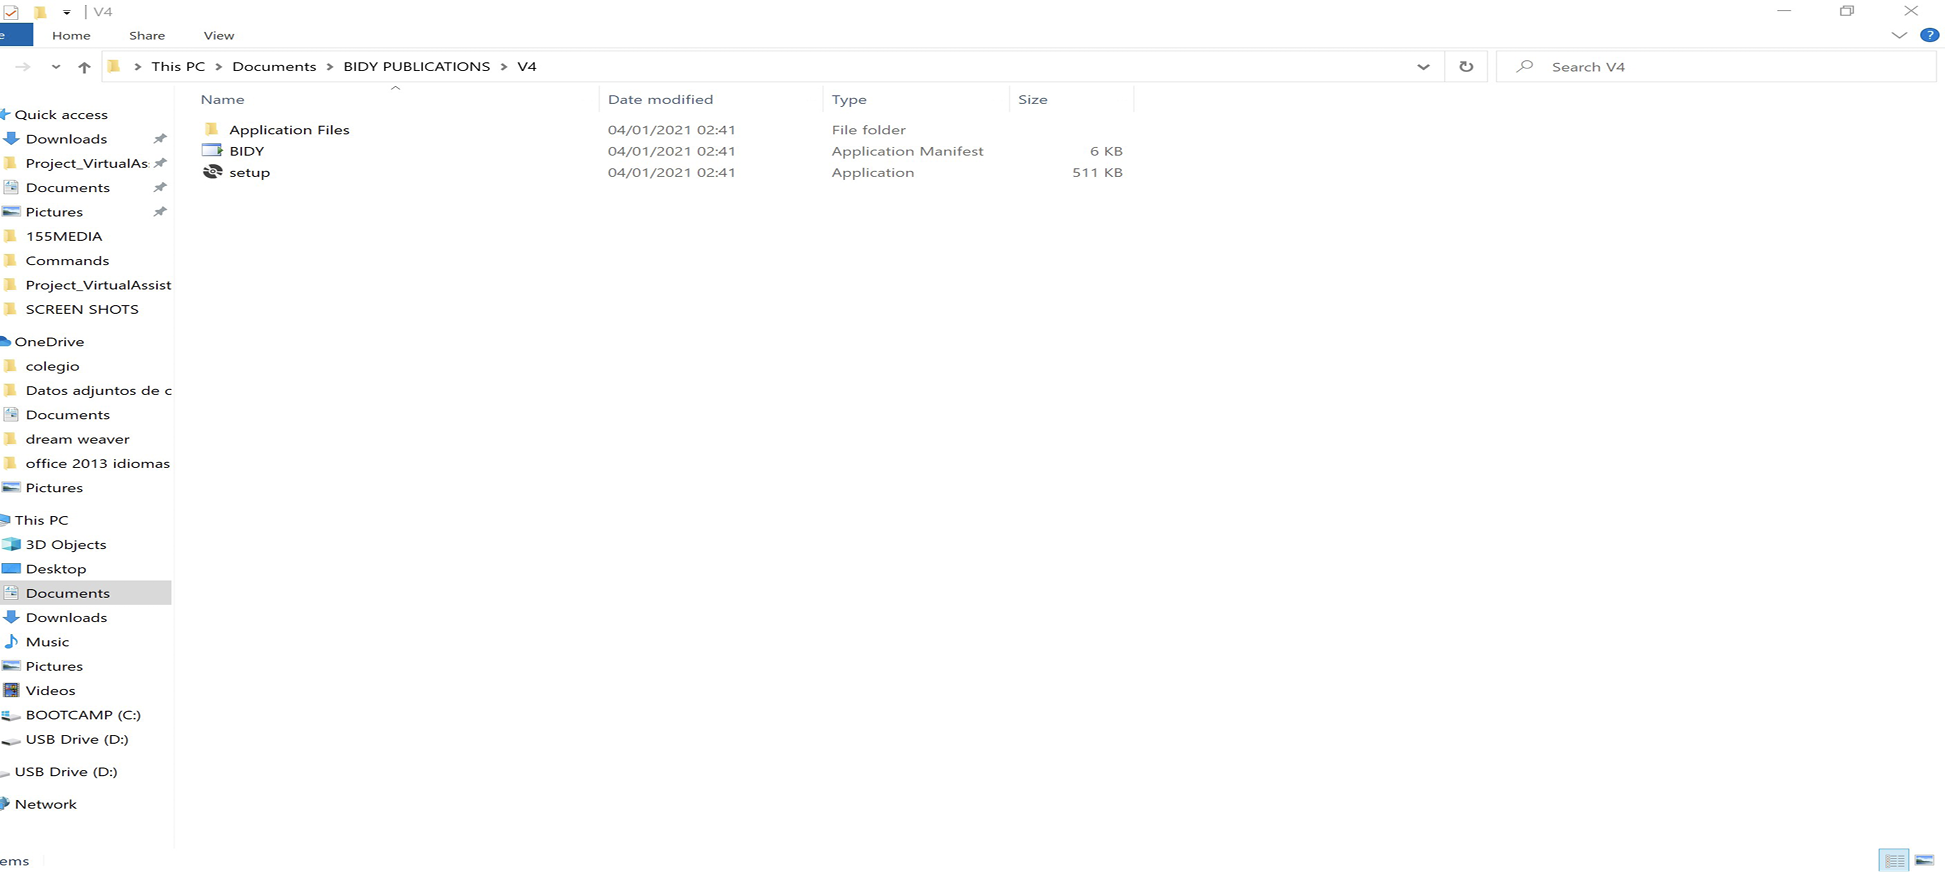 V4
e Home Share View ?
This PC > Documents > BIDY PUBLICATIONS > V4
Search V4
Name Date modified Type Size
Application Files 04/01/2021 02:41 File folder
BIDY 04/01/2021 02:41 Application Manifest 6 KB
setup 04/01/2021 02:41 Application 511 KB
Quick access
Downloads
Project_VirtualAs
Documents
Pictures
155MEDIA
Commands
Project_VirtualAssist
SCREEN SHOTS
OneDrive
colegio
Datos adjuntos de c
Documents
dream weaver
office 2013 idiomas
Pictures
This PC
3D Objects
Desktop
Documents
Downloads
Music
Pictures
Videos
BOOTCAMP (C:)
USB Drive (D:)
USB Drive (D:)
Network
ems